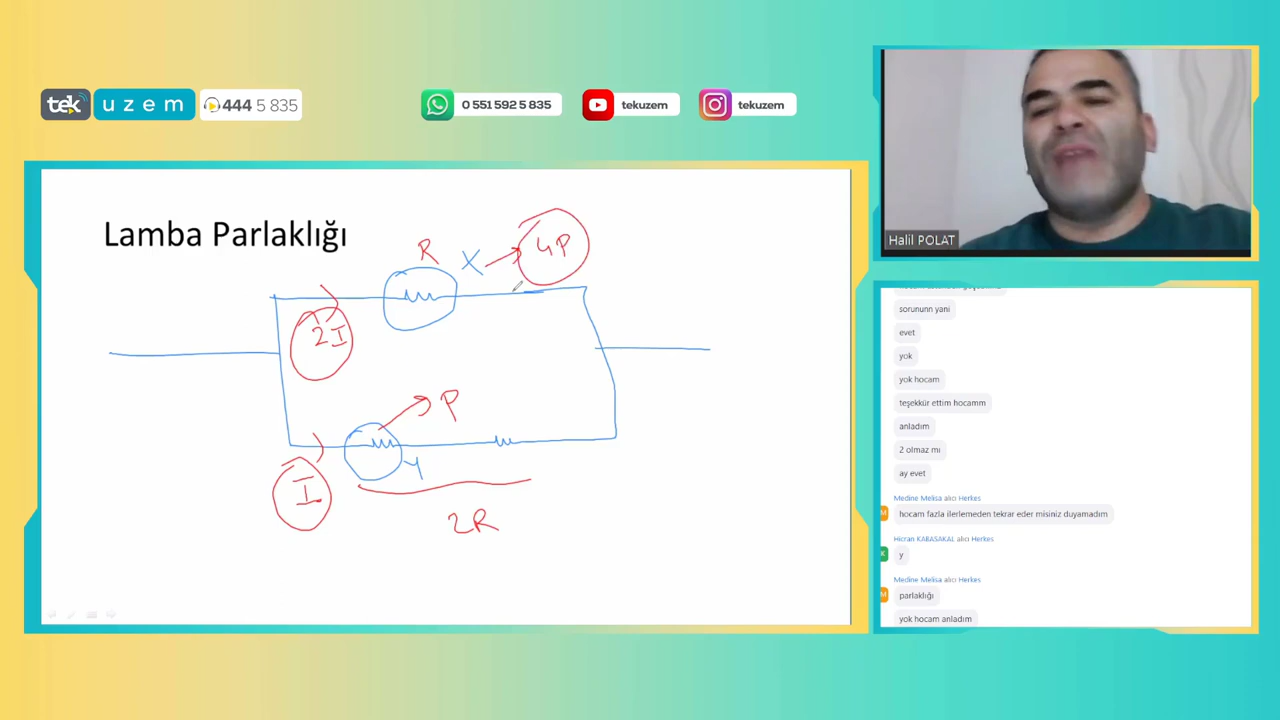 tek uzem 444 5 835
0 551 592 5 835
tekuzem
tekuzem
Lamba Parlaklığı
R
X
4P
2I
P
I
Y
2R
Halil POLAT
sorununn yani
evet
yok
yok hocam
teşekkür ettim hocamm
anladım
2 olmaz mı
ay evet
Medine Melisa alıcı Herkes
M
hocam fazla ilerlemeden tekrar eder misiniz duyamadım
Hicran KABASAKAL alıcı Herkes
K
y
Medine Melisa alıcı Herkes
M
parlaklığı
yok hocam anladım